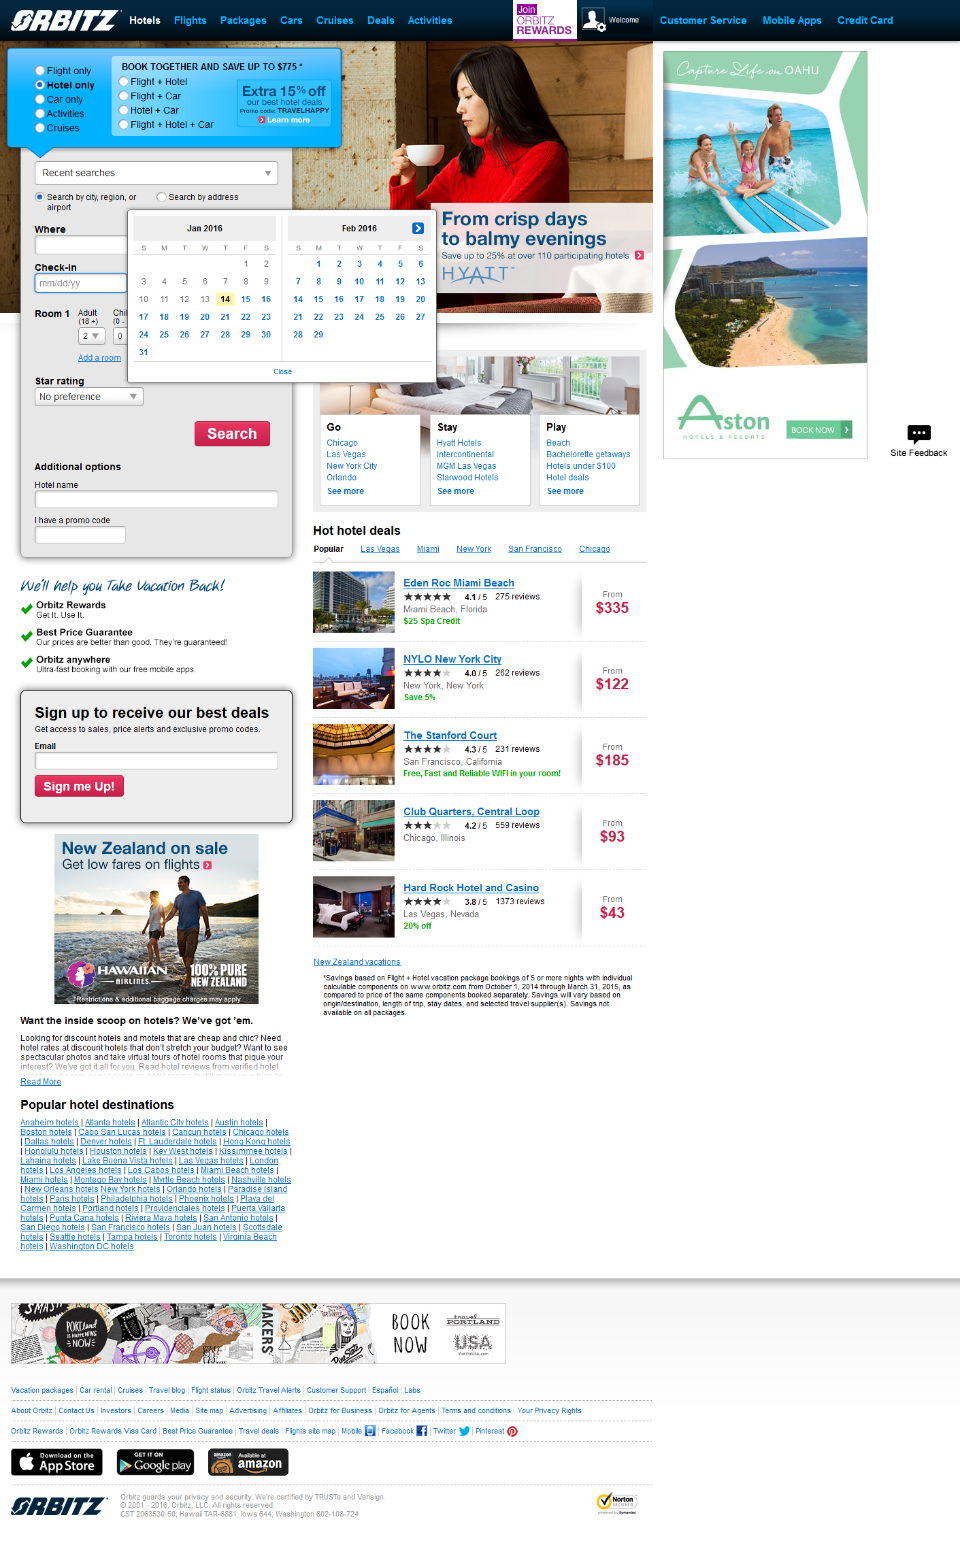 ORBITZ
Hotels Flights Packages Cars Cruises Deals Activities
Join ORBITZ REWARDS
Welcome
Customer Service Mobile Apps Credit Card
Flight only
Hotel only
Car only
Activities
Cruises
BOOK TOGETHER AND SAVE UP TO $775 *
Flight + Hotel
Flight + Car
Hotel + Car
Flight + Hotel + Car
Extra 15% off
our best hotel deals
Promo code: TRAVELHAPPY
Learn more
Recent searches
Search by city, region, or airport
Search by address
Where
Check-in
mm/dd/yy
Room 1
Adult
(18 +)
2
0
Add a room
Star rating
No preference
Search
Additional options
Hotel name
I have a promo code
Jan 2016
S M T W T F S
1 2
3 4 5 6 7 8 9
10 11 12 13 14 15 16
17 18 19 20 21 22 23
24 25 26 27 28 29 30
31
Feb 2016
S M T W T F S
1 2 3 4 5 6
7 8 9 10 11 12 13
14 15 16 17 18 19 20
21 22 23 24 25 26 27
28 29
Close
From crisp days
to balmy evenings
Save up to 25% at over 110 participating hotels
HYATT
Capture Life on OAHU
Aston
HOTELS & RESORTS
BOOK NOW
Site Feedback
Go
Chicago
Las Vegas
New York City
Orlando
See more
Stay
Hyatt Hotels
Intercontinental
MGM Las Vegas
Starwood Hotels
See more
Play
Beach
Bachelorette getaways
Hotels under $100
Hotel deals
See more
Hot hotel deals
Popular Las Vegas Miami New York San Francisco Chicago
Eden Roc Miami Beach
4.1 / 5 275 reviews
Miami Beach, Florida
$25 Spa Credit
From
$335
NYLO New York City
4.0 / 5 262 reviews
New York, New York
Save 5%
From
$122
The Stanford Court
4.3 / 5 231 reviews
San Francisco, California
Free, Fast and Reliable WIFI in your room!
From
$185
Club Quarters, Central Loop
4.2 / 5 559 reviews
Chicago, Illinois
From
$93
Hard Rock Hotel and Casino
3.8 / 5 1373 reviews
Las Vegas, Nevada
20% off
From
$43
New Zealand vacations
*Savings based on Flight + Hotel vacation package bookings of 5 or more nights with individual
calculable components on www.orbitz.com from October 1, 2014 through March 31, 2015, as
compared to price of the same components booked separately. Savings will vary based on
origin/destination, length of trip, stay dates, and selected travel supplier(s). Savings not
available on all packages.
We'll help you Take Vacation Back!
Orbitz Rewards
Get It. Use It.
Best Price Guarantee
Our prices are better than good. They're guaranteed!
Orbitz anywhere
Ultra-fast booking with our free mobile apps.
Sign up to receive our best deals
Get access to sales, price alerts and exclusive promo codes.
Email
Sign me Up!
New Zealand on sale
Get low fares on flights
HAWAIIAN AIRLINES.
100% PURE NEW ZEALAND
*Restrictions & additional baggage charges may apply
Want the inside scoop on hotels? We've got 'em.
Looking for discount hotels and motels that are cheap and chic? Need
hotel rates at discount hotels that don't stretch your budget? Want to see
spectacular photos and take virtual tours of hotel rooms that pique your
interest? We've got it all for you. Read hotel reviews from verified hotel
Read More
Popular hotel destinations
Anaheim hotels | Atlanta hotels | Atlantic City hotels | Austin hotels |
Boston hotels | Cabo San Lucas hotels | Cancun hotels | Chicago hotels
| Dallas hotels | Denver hotels | Ft. Lauderdale hotels | Hong Kong hotels
| Honolulu hotels | Houston hotels | Key West hotels | Kissimmee hotels |
Lahaina hotels | Lake Buena Vista hotels | Las Vegas hotels | London
hotels | Los Angeles hotels | Los Cabos hotels | Miami Beach hotels |
Miami hotels | Montego Bay hotels | Myrtle Beach hotels | Nashville hotels
| New Orleans hotels New York hotels | Orlando hotels | Paradise Island
hotels | Paris hotels | Philadelphia hotels | Phoenix hotels | Playa del
Carmen hotels | Portland hotels | Providenciales hotels | Puerto Vallarta
hotels | Punta Cana hotels | Riviera Maya hotels | San Antonio hotels |
San Diego hotels | San Francisco hotels | San Juan hotels | Scottsdale
hotels | Seattle hotels | Tampa hotels | Toronto hotels | Virginia Beach
hotels | Washington DC hotels
PORTLAND IS HAPPENING NOW
MAKERS
BOOK NOW
travel PORTLAND
USA
Vacation packages | Car rental | Cruises | Travel blog | Flight status | Orbitz Travel Alerts | Customer Support | Español | Labs
About Orbitz | Contact Us | Investors | Careers | Media | Site map | Advertising | Affiliates | Orbitz for Business | Orbitz for Agents | Terms and conditions | Your Privacy Rights
Orbitz Rewards | Orbitz Rewards Visa Card | Best Price Guarantee | Travel deals | Flights site map | Mobile | Facebook | Twitter | Pinterest
Download on the App Store
GET IT ON Google play
Available at amazon
ORBITZ
Orbitz guards your privacy and security. We're certified by TRUSTe and Verisign.
© 2001 - 2016, Orbitz, LLC. All rights reserved.
CST 2063530-50; Hawaii TAR-6881; Iowa 644; Washington 602-108-724
Norton SECURED
powered by Symantec